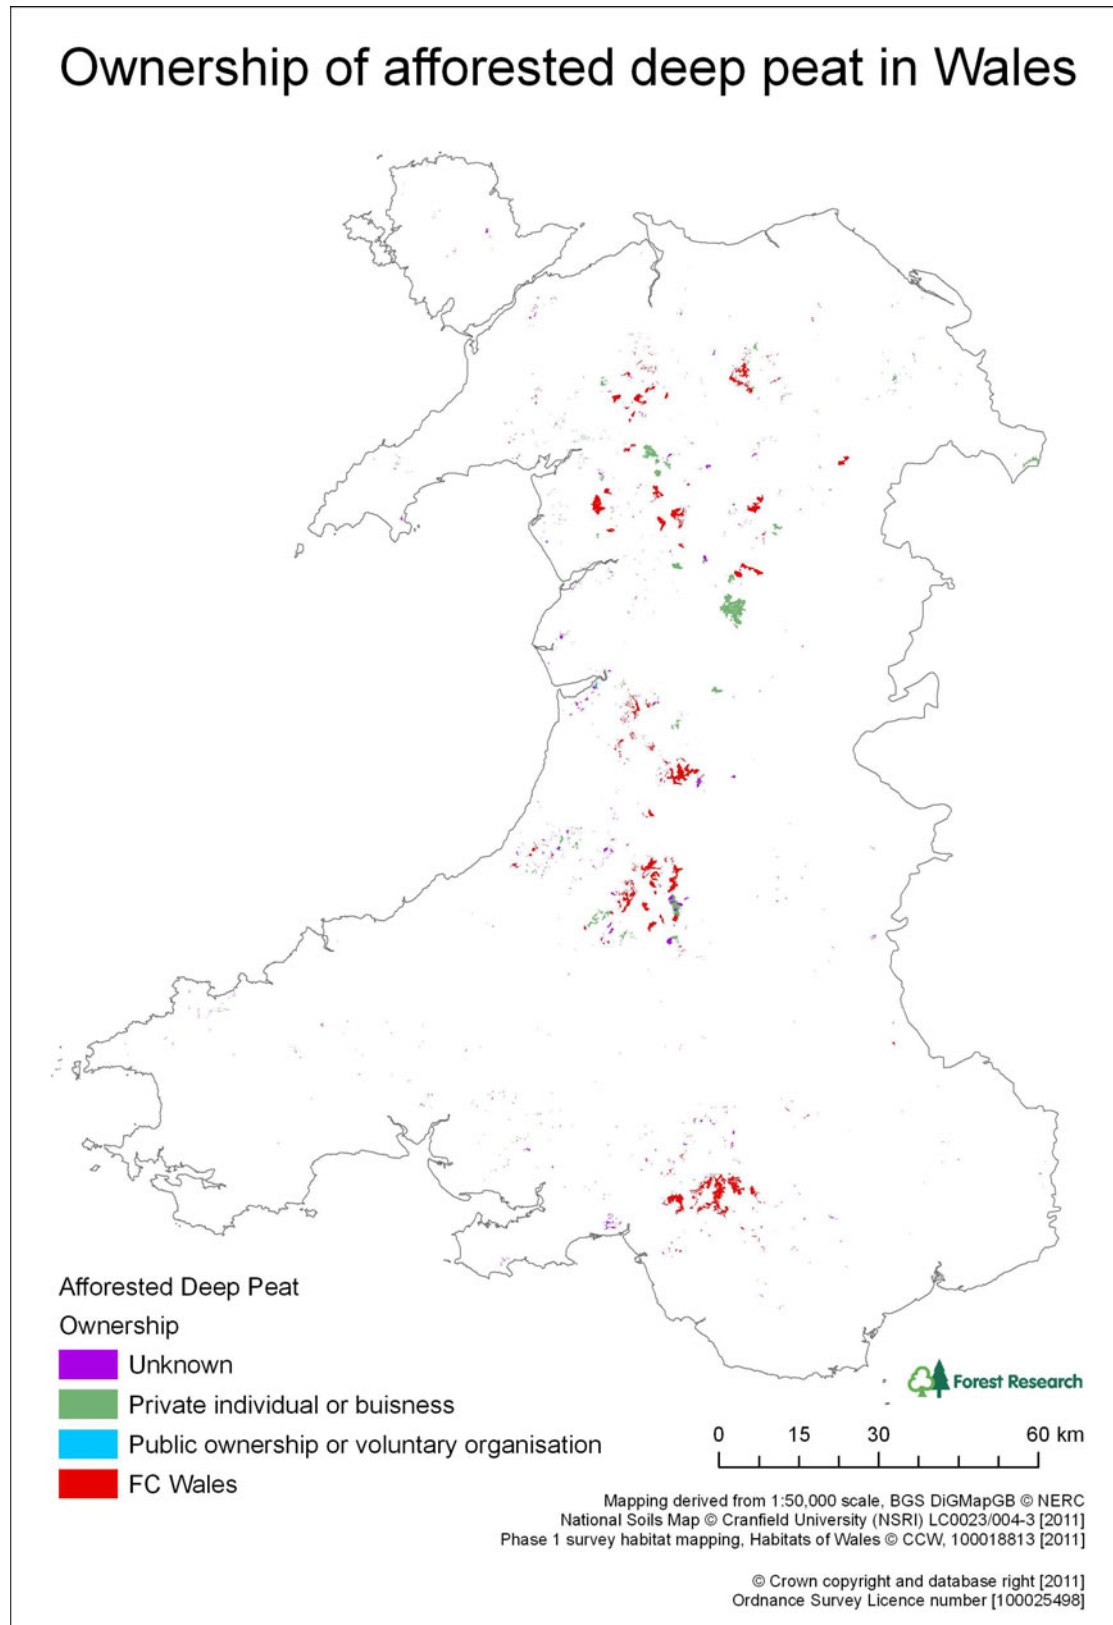 Ownership of afforested deep peat in Wales
Afforested Deep Peat
Ownership
Unknown
Private individual or buisness
Public ownership or voluntary organisation
FC Wales
Forest Research
0 15 30 60 km
Mapping derived from 1:50,000 scale, BGS DiGMapGB © NERC
National Soils Map © Cranfield University (NSRI) LC0023/004-3 [2011]
Phase 1 survey habitat mapping, Habitats of Wales © CCW, 100018813 [2011]
© Crown copyright and database right [2011]
Ordnance Survey Licence number [100025498]